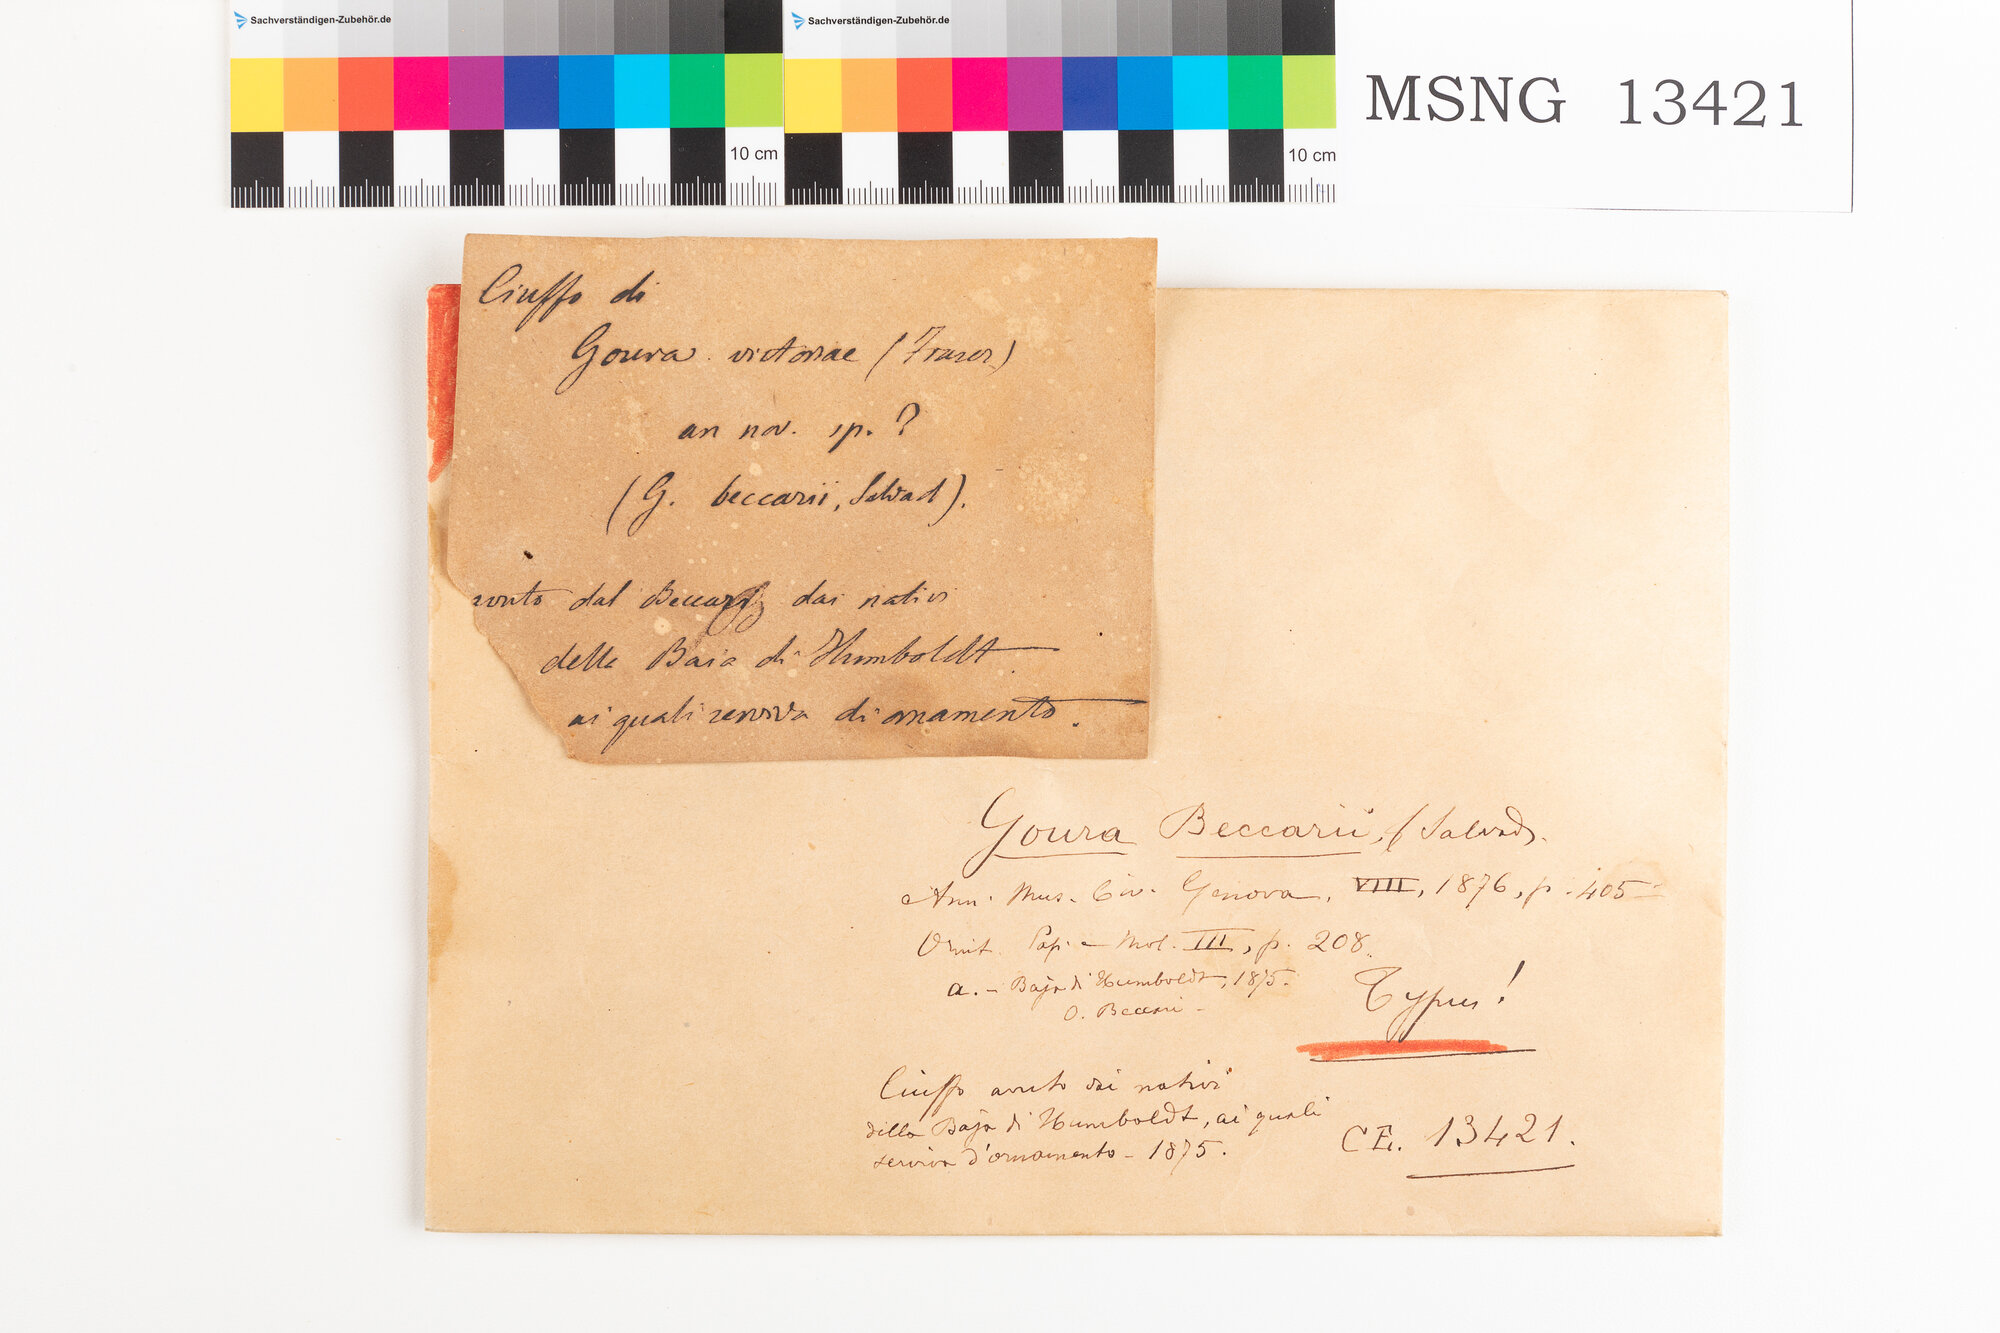 Sachverständigen-Zubehör.de
Sachverständigen-Zubehör.de
10 cm
10 cm
MSNG 13421
Ciuffo di
Goura victoriae (Fraser)
an nov. sp. ?
(G. beccarii, Salvad).
avuto dal Beccari dai nativi
della Baia di Humboldt
ai quali serviva di ornamento.
Goura Beccarii, (Salvad.
Ann. Mus. Civ. Genova, VIII, 1876, p. 405
Ornit. Pap. e Mol. III, p. 208.
a. - Baja di Humboldt, 1875.
O. Beccari -
Typus!
Ciuffo avuto dai nativi
della Baja di Humboldt, ai quali
serviva d'ornamento - 1875.
C E. 13421.